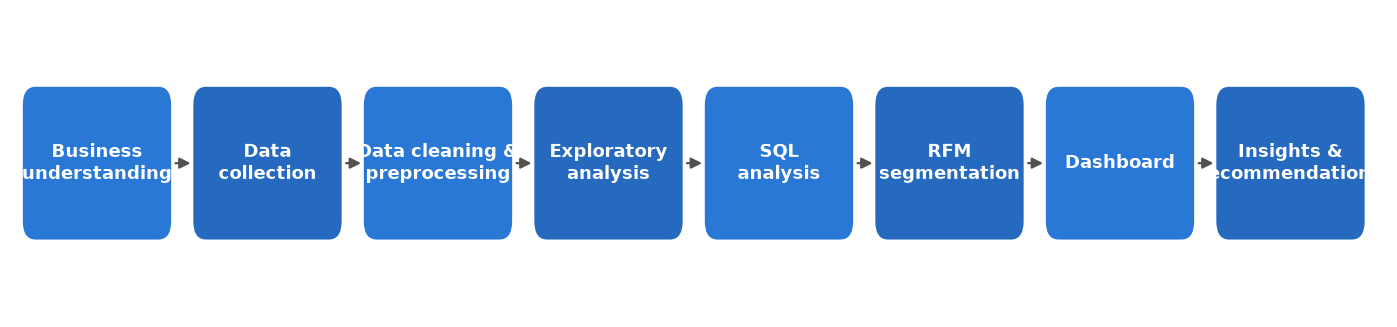 Business
understanding
Data
collection
Data cleaning &
preprocessing
Exploratory
analysis
SQL
analysis
RFM
segmentation
Dashboard
Insights &
ecommendation